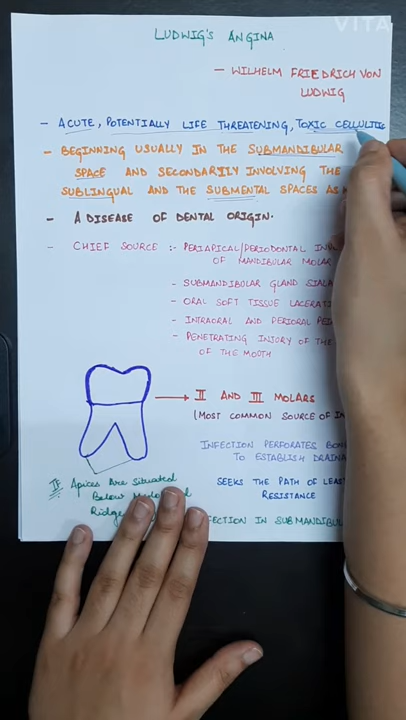 VITA
LUDWIG'S ANGINA
- WILHELM FRIEDRICH VON
LUDWIG
- ACUTE, POTENTIALLY LIFE THREATENING, TOXIC CELLULITIS
- BEGINNING USUALLY IN THE SUBMANDIBULAR
SPACE AND SECONDARILY INVOLVING THE
SUBLINGUAL AND THE SUBMENTAL SPACES AS
- A DISEASE OF DENTAL ORIGIN.
- CHIEF SOURCE :- PERIAPICAL/PERIODONTAL
OF MANDIBULAR MOLAR
- SUBMANDIBULAR GLAND
- ORAL SOFT TISSUE
- INTRAORAL AND PERIORAL
- PENETRATING INJURY OF THE
OF THE MOUTH
II AND III MOLARS
(MOST COMMON SOURCE OF
INFECTION PERFORATES BONE
TO ESTABLISH
If Apices Are Situated
Below
Ridge
SEEKS THE PATH OF LEAST
RESISTANCE
IN